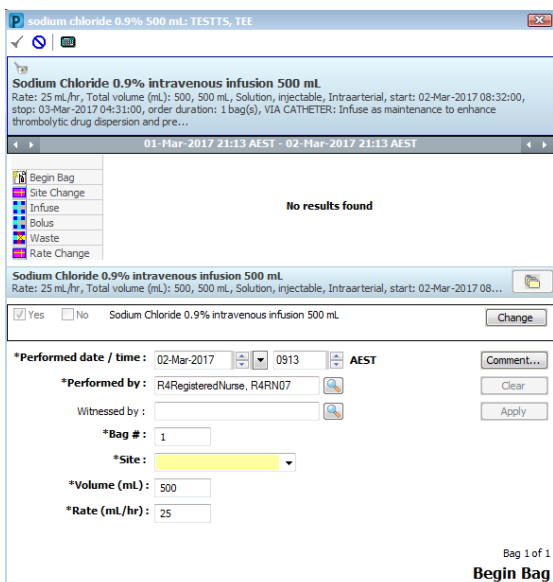 sodium chloride 0.9% 500 mL: TESTTS, TEE
Sodium Chloride 0.9% intravenous infusion 500 mL
Rate: 25 mL/hr, Total volume (mL): 500, 500 mL, Solution, injectable, Intraarterial, start: 02-Mar-2017 08:32:00,
stop: 03-Mar-2017 04:31:00, order duration: 1 bag(s), VIA CATHETER: Infuse as maintenance to enhance
thrombolytic drug dispersion and pre...
01-Mar-2017 21:13 AEST - 02-Mar-2017 21:13 AEST
Begin Bag
Site Change
Infuse
Bolus
Waste
Rate Change
No results found
Sodium Chloride 0.9% intravenous infusion 500 mL
Rate: 25 mL/hr, Total volume (mL): 500, 500 mL, Solution, injectable, Intraarterial, start: 02-Mar-2017 08...
Yes No Sodium Chloride 0.9% intravenous infusion 500 mL Change
*Performed date / time : 02-Mar-2017 0913 AEST Comment...
*Performed by : R4RegisteredNurse, R4RN07 Clear
Witnessed by : Apply
*Bag # : 1
*Site :
*Volume (mL) : 500
*Rate (mL/hr) : 25
Bag 1 of 1
Begin Bag